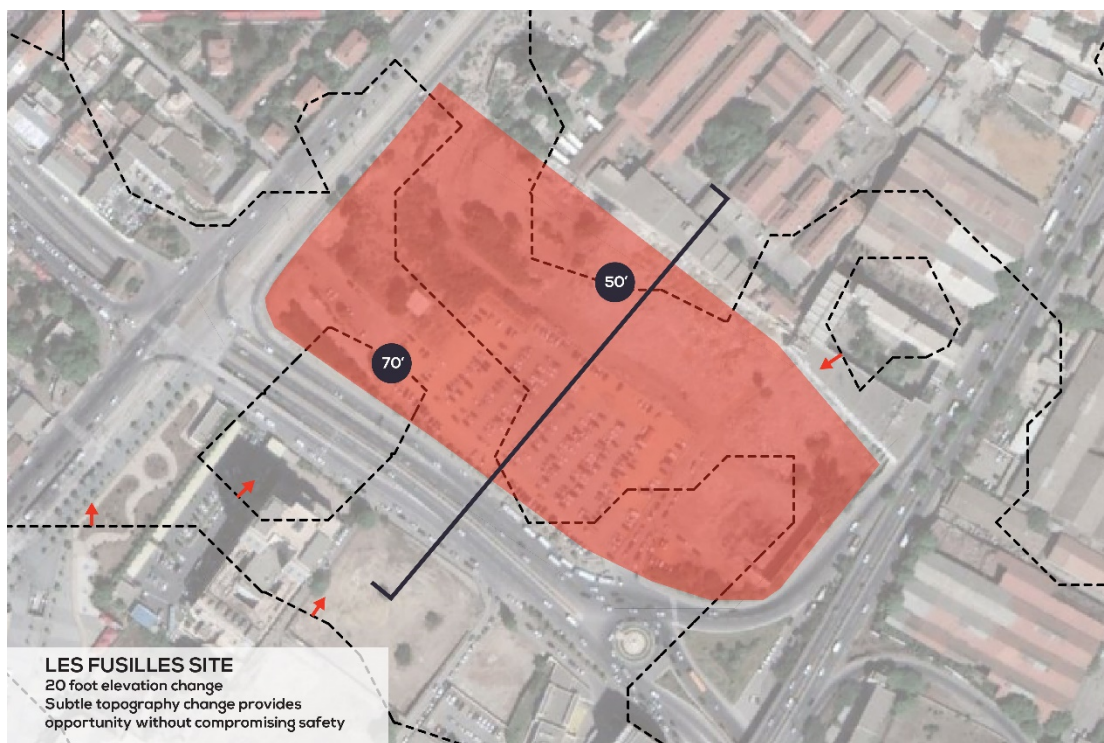 50'
70'
LES FUSILLES SITE
20 foot elevation change
Subtle topography change provides
opportunity without compromising safety